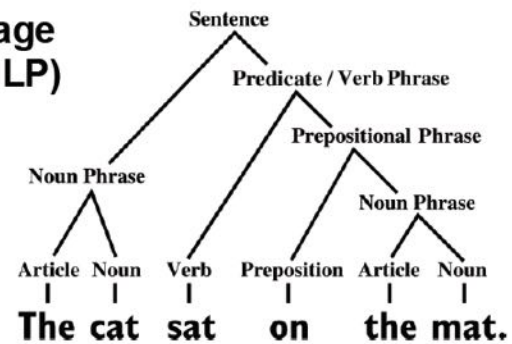 age
LP)
Sentence
Predicate / Verb Phrase
Prepositional Phrase
Noun Phrase
Noun Phrase
Article Noun Verb Preposition Article Noun
The cat sat on the mat.